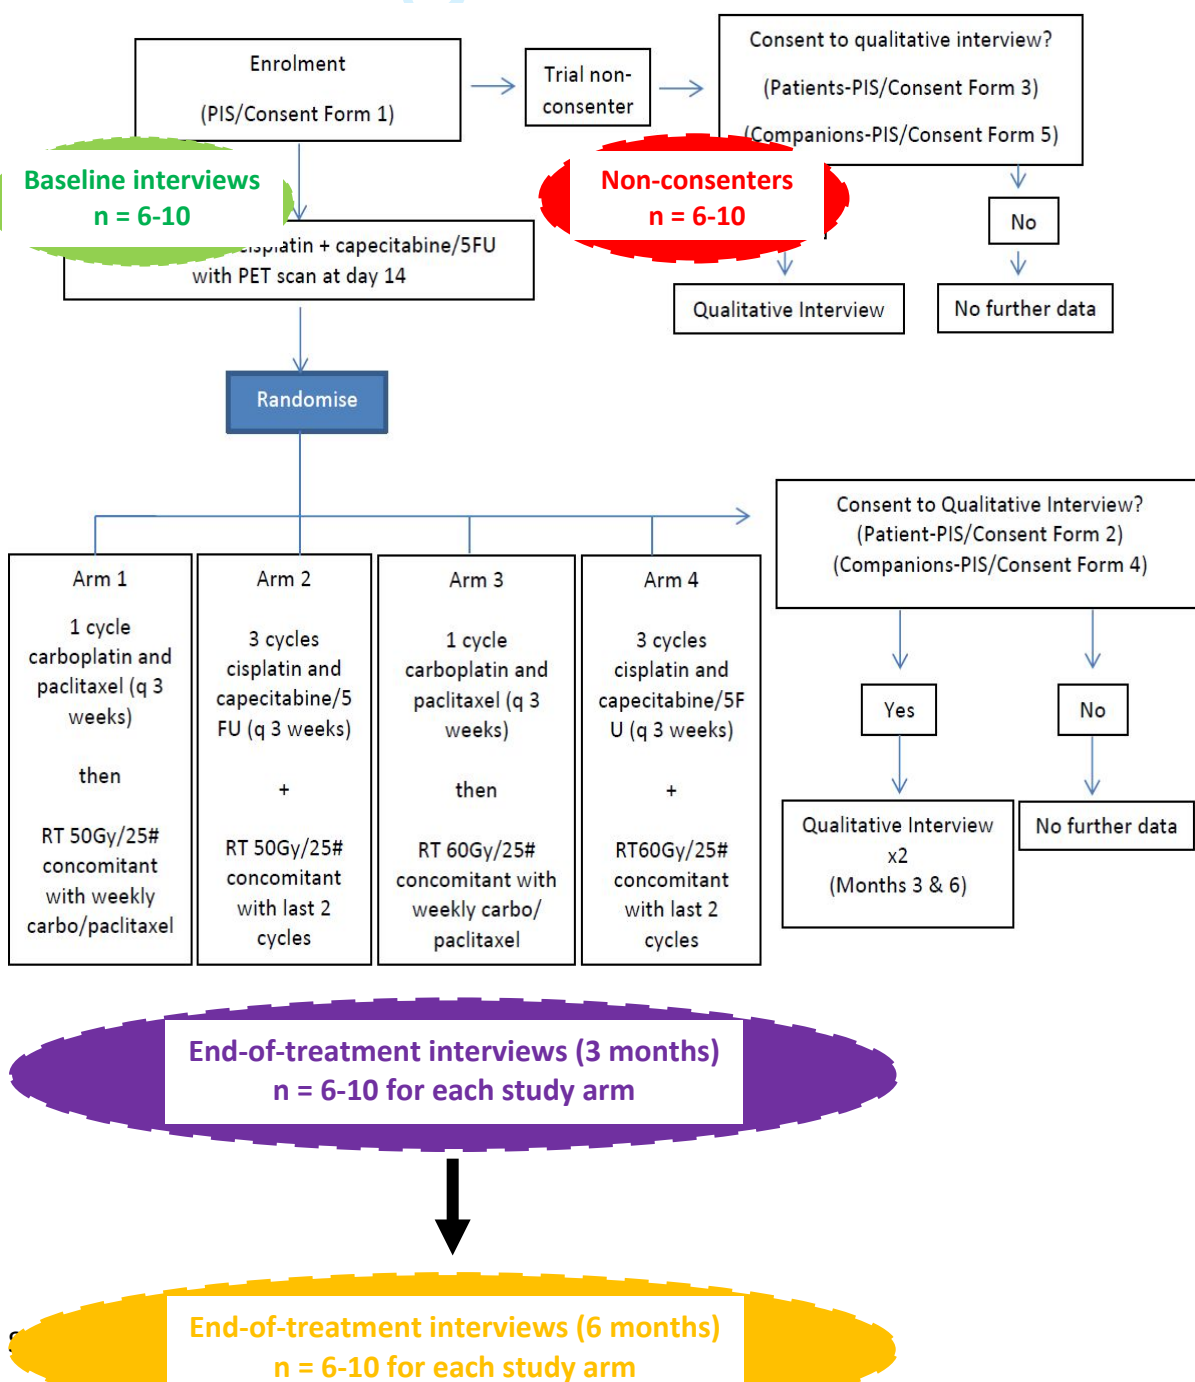 Enrolment
(PIS/Consent Form 1)
Trial non-
consenter
Consent to qualitative interview?
(Patients-PIS/Consent Form 3)
(Companions-PIS/Consent Form 5)
Baseline interviews
n = 6-10
Non-consenters
n = 6-10
No
cisplatin + capecitabine/5FU
with PET scan at day 14
Qualitative Interview
No further data
Randomise
Consent to Qualitative Interview?
(Patient-PIS/Consent Form 2)
(Companions-PIS/Consent Form 4)
Arm 1
1 cycle
carboplatin and
paclitaxel (q 3
weeks)
then
RT 50Gy/25#
concomitant
with weekly
carbo/paclitaxel
Arm 2
3 cycles
cisplatin and
capecitabine/5
FU (q 3 weeks)
+
RT 50Gy/25#
concomitant
with last 2
cycles
Arm 3
1 cycle
carboplatin and
paclitaxel (q 3
weeks)
then
RT 60Gy/25#
concomitant with
weekly carbo/
paclitaxel
Arm 4
3 cycles
cisplatin and
capecitabine/5F
U (q 3 weeks)
+
RT60Gy/25#
concomitant
with last 2
cycles
Yes
No
Qualitative Interview
x2
(Months 3 & 6)
No further data
End-of-treatment interviews (3 months)
n = 6-10 for each study arm
End-of-treatment interviews (6 months)
n = 6-10 for each study arm